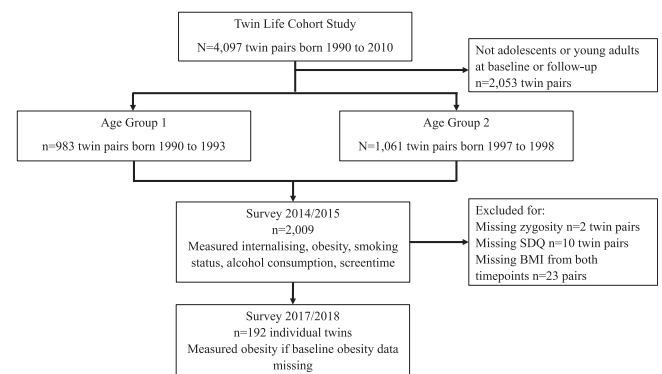 Twin Life Cohort Study
N=4,097 twin pairs born 1990 to 2010
Not adolescents or young adults
at baseline or follow-up
n=2,053 twin pairs
Age Group 1
n=983 twin pairs born 1990 to 1993
Age Group 2
N=1,061 twin pairs born 1997 to 1998
Survey 2014/2015
n=2,009
Measured internalising, obesity, smoking
status, alcohol consumption, screentime
Excluded for:
Missing zygosity n=2 twin pairs
Missing SDQ n=10 twin pairs
Missing BMI from both
timepoints n=23 pairs
Survey 2017/2018
n=192 individual twins
Measured obesity if baseline obesity data
missing